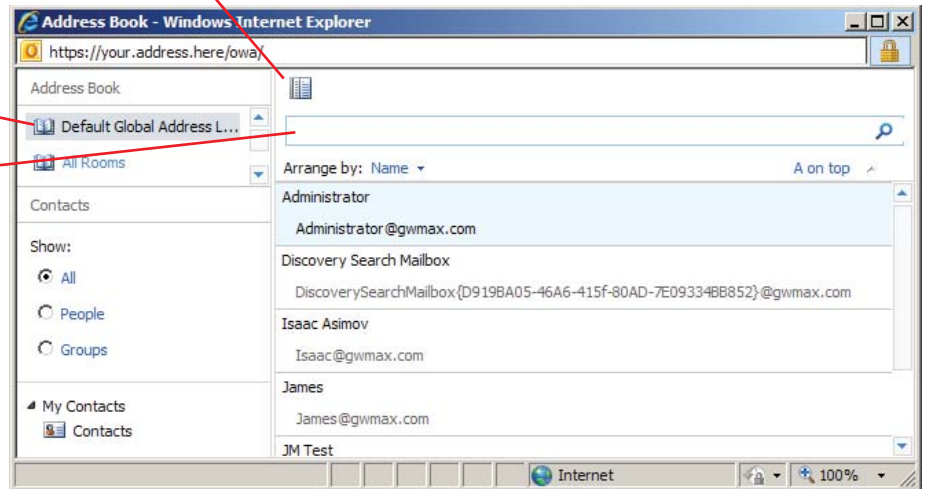 Address Book - Windows Internet Explorer
https://your.address.here/owa/
Address Book
Default Global Address L...
All Rooms
Contacts
Show:
All
People
Groups
My Contacts
Contacts
Arrange by: Name
A on top
Administrator
Administrator@gwmax.com
Discovery Search Mailbox
DiscoverySearchMailbox{D919BA05-46A6-415f-80AD-7E09334BB852}@gwmax.com
Isaac Asimov
Isaac@gwmax.com
James
James@gwmax.com
JM Test
Internet
100%